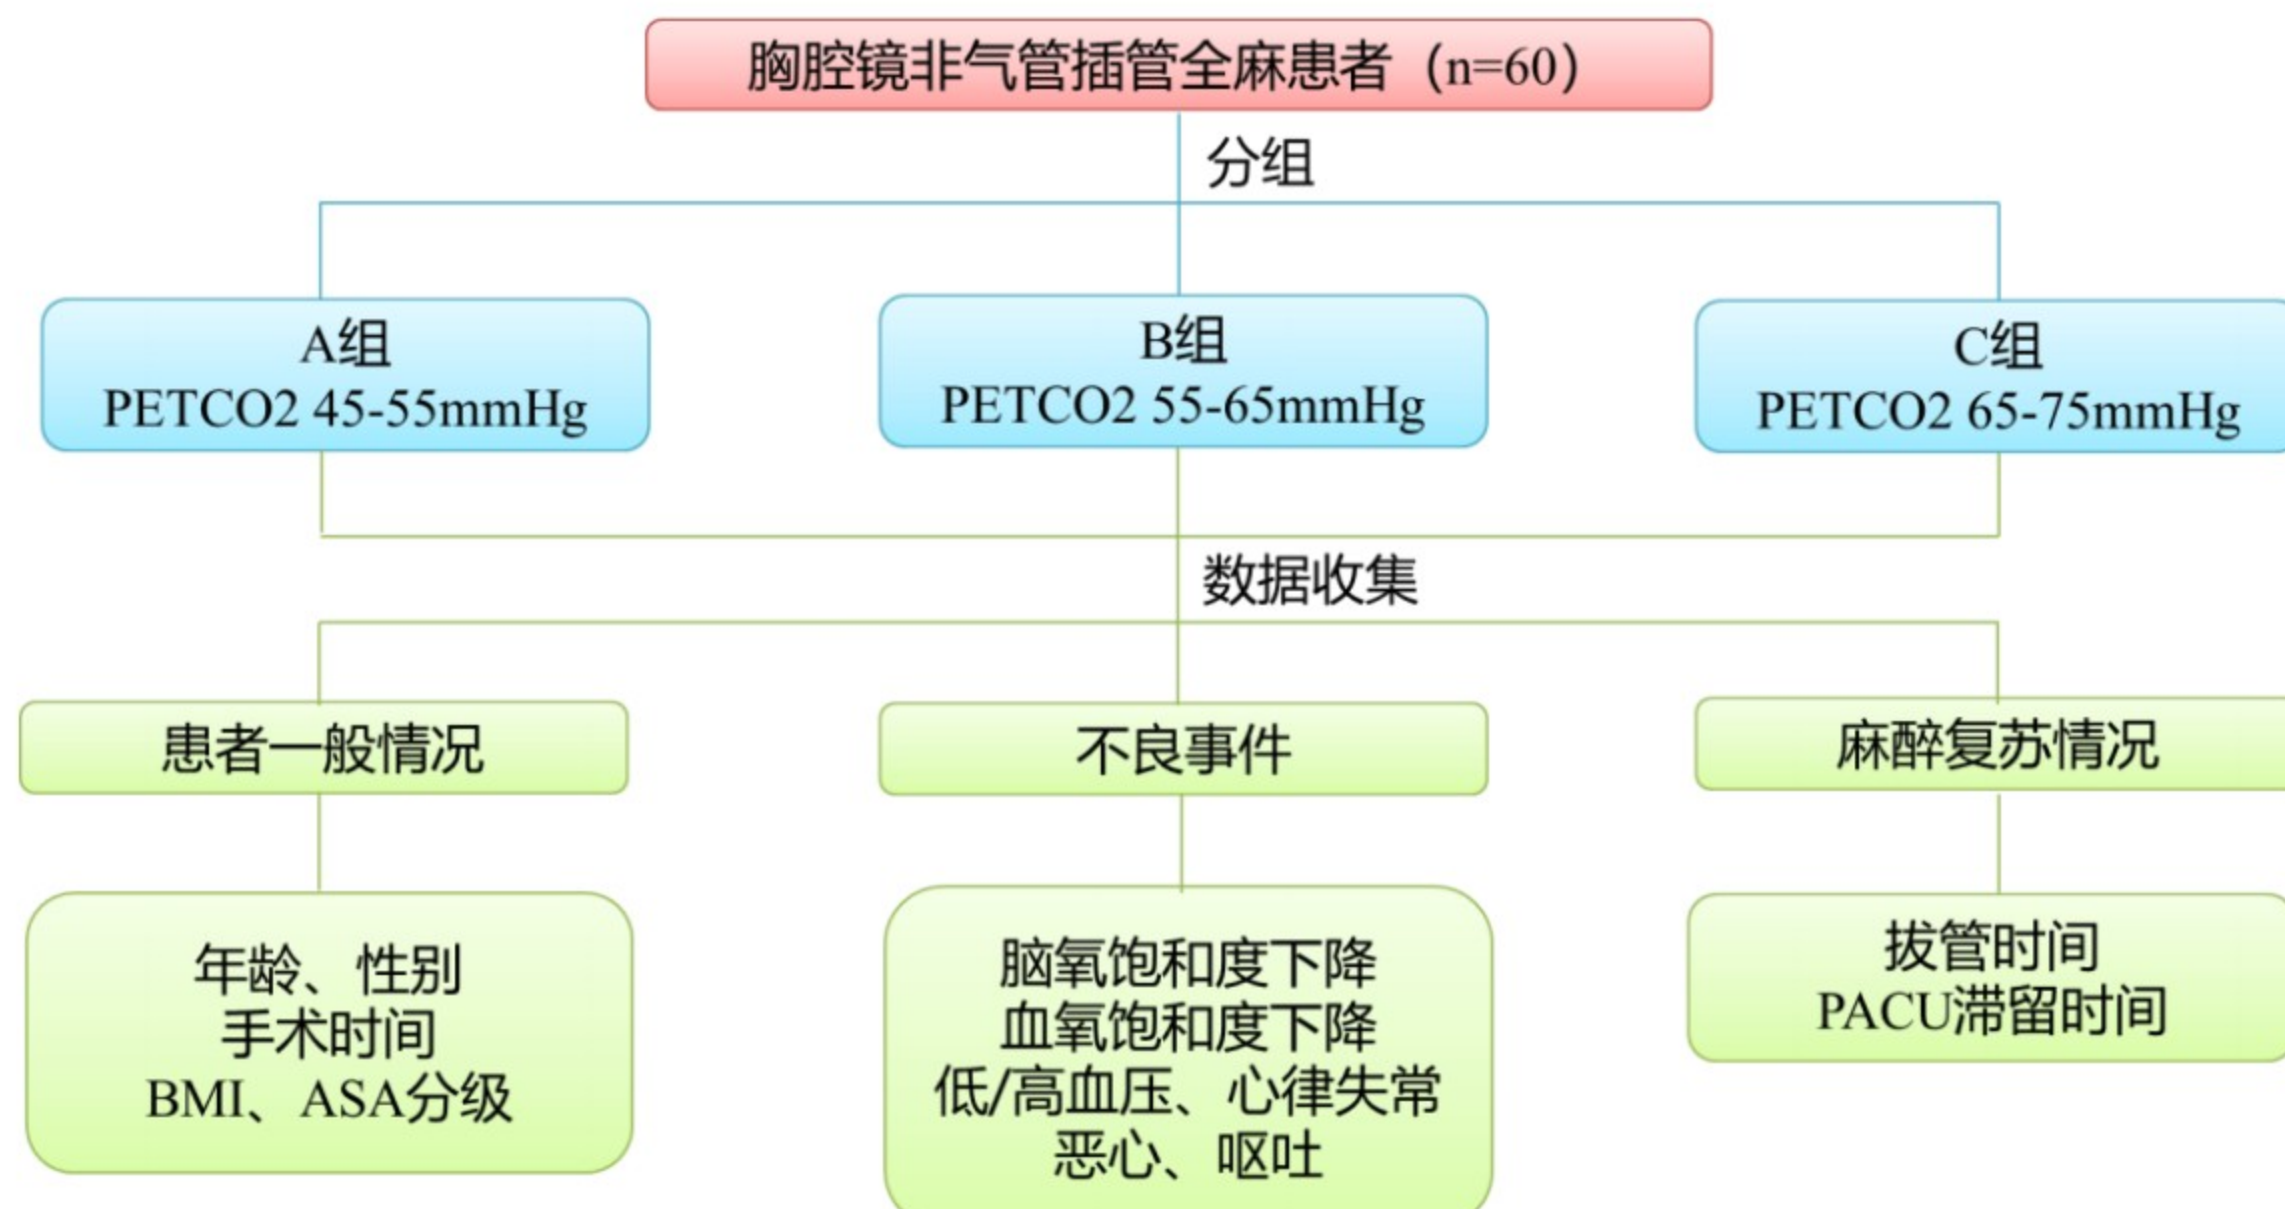 胸腔镜非气管插管全麻患者（n=60）
分组
A组
PETCO2 45-55mmHg
B组
PETCO2 55-65mmHg
C组
PETCO2 65-75mmHg
数据收集
患者一般情况
不良事件
麻醉复苏情况
年龄、性别
手术时间
BMI、ASA分级
脑氧饱和度下降
血氧饱和度下降
低/高血压、心律失常
恶心、呕吐
拔管时间
PACU滞留时间